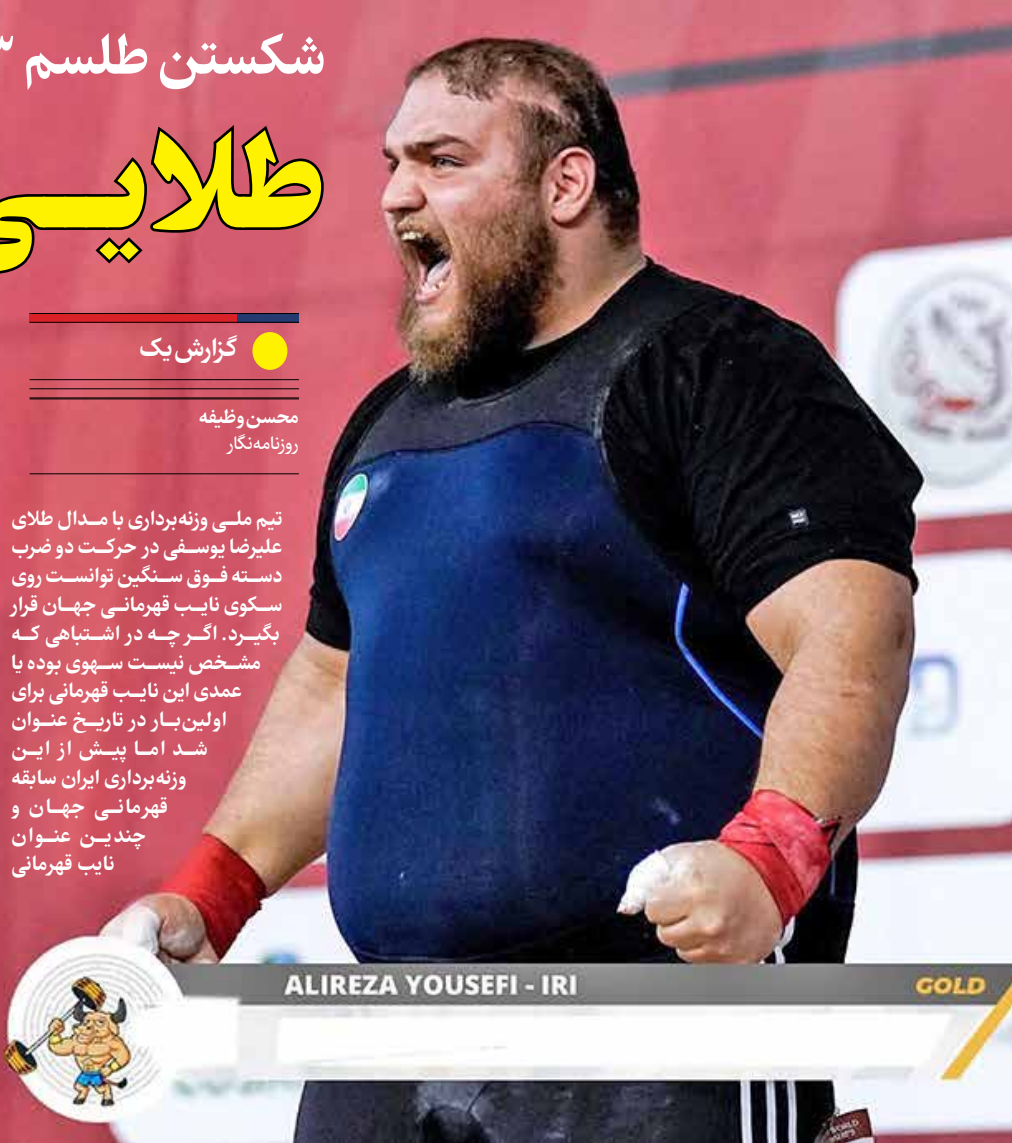 شکستن طلسم ۳
طلایی
گزارش یک
محسن وظیفه
روزنامه‌نگار
تیم ملی وزنه‌برداری با مدال طلای
علیرضا یوسفی در حرکت دو ضرب
دسته فوق سنگین توانست روی
سکوی نایب قهرمانی جهان قرار
بگیرد. اگر چه در اشتباهی که
مشخص نیست سهوی بوده یا
عمدی این نایب قهرمانی برای
اولین‌بار در تاریخ عنوان
شد اما پیش از این
وزنه‌برداری ایران سابقه
قهرمانی جهان و
چندین عنوان
نایب قهرمانی
ALIREZA YOUSEFI - IRI
GOLD